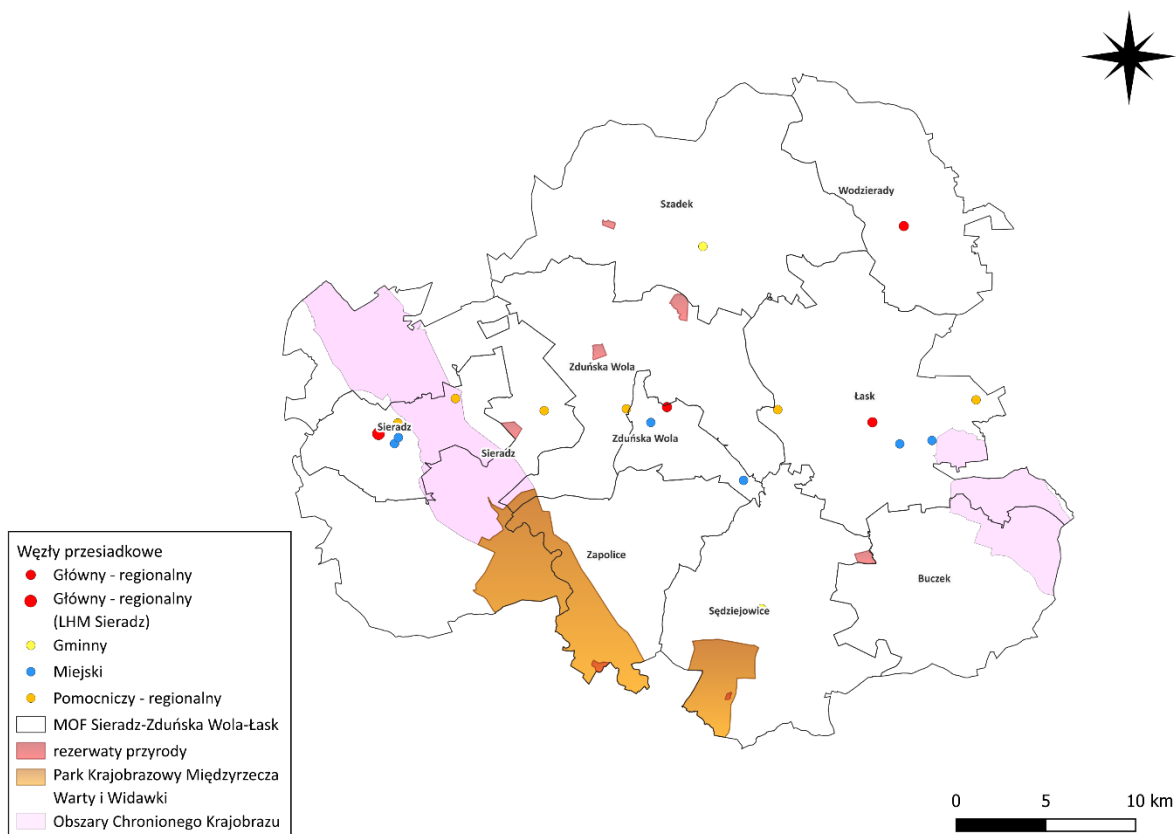 Wodzierady
Szadek
Zduńska Wola
Łask
Sieradz
Zduńska Wola
Sieradz
Zapolice
Buczek
Sędziejowice
Węzły przesiadkowe
Główny - regionalny
Główny - regionalny
(LHM Sieradz)
Gminny
Miejski
Pomocniczy - regionalny
MOF Sieradz-Zduńska Wola-Łask
rezerwaty przyrody
Park Krajobrazowy Międzyrzecza
Warty i Widawki
Obszary Chronionego Krajobrazu
0 5 10 km